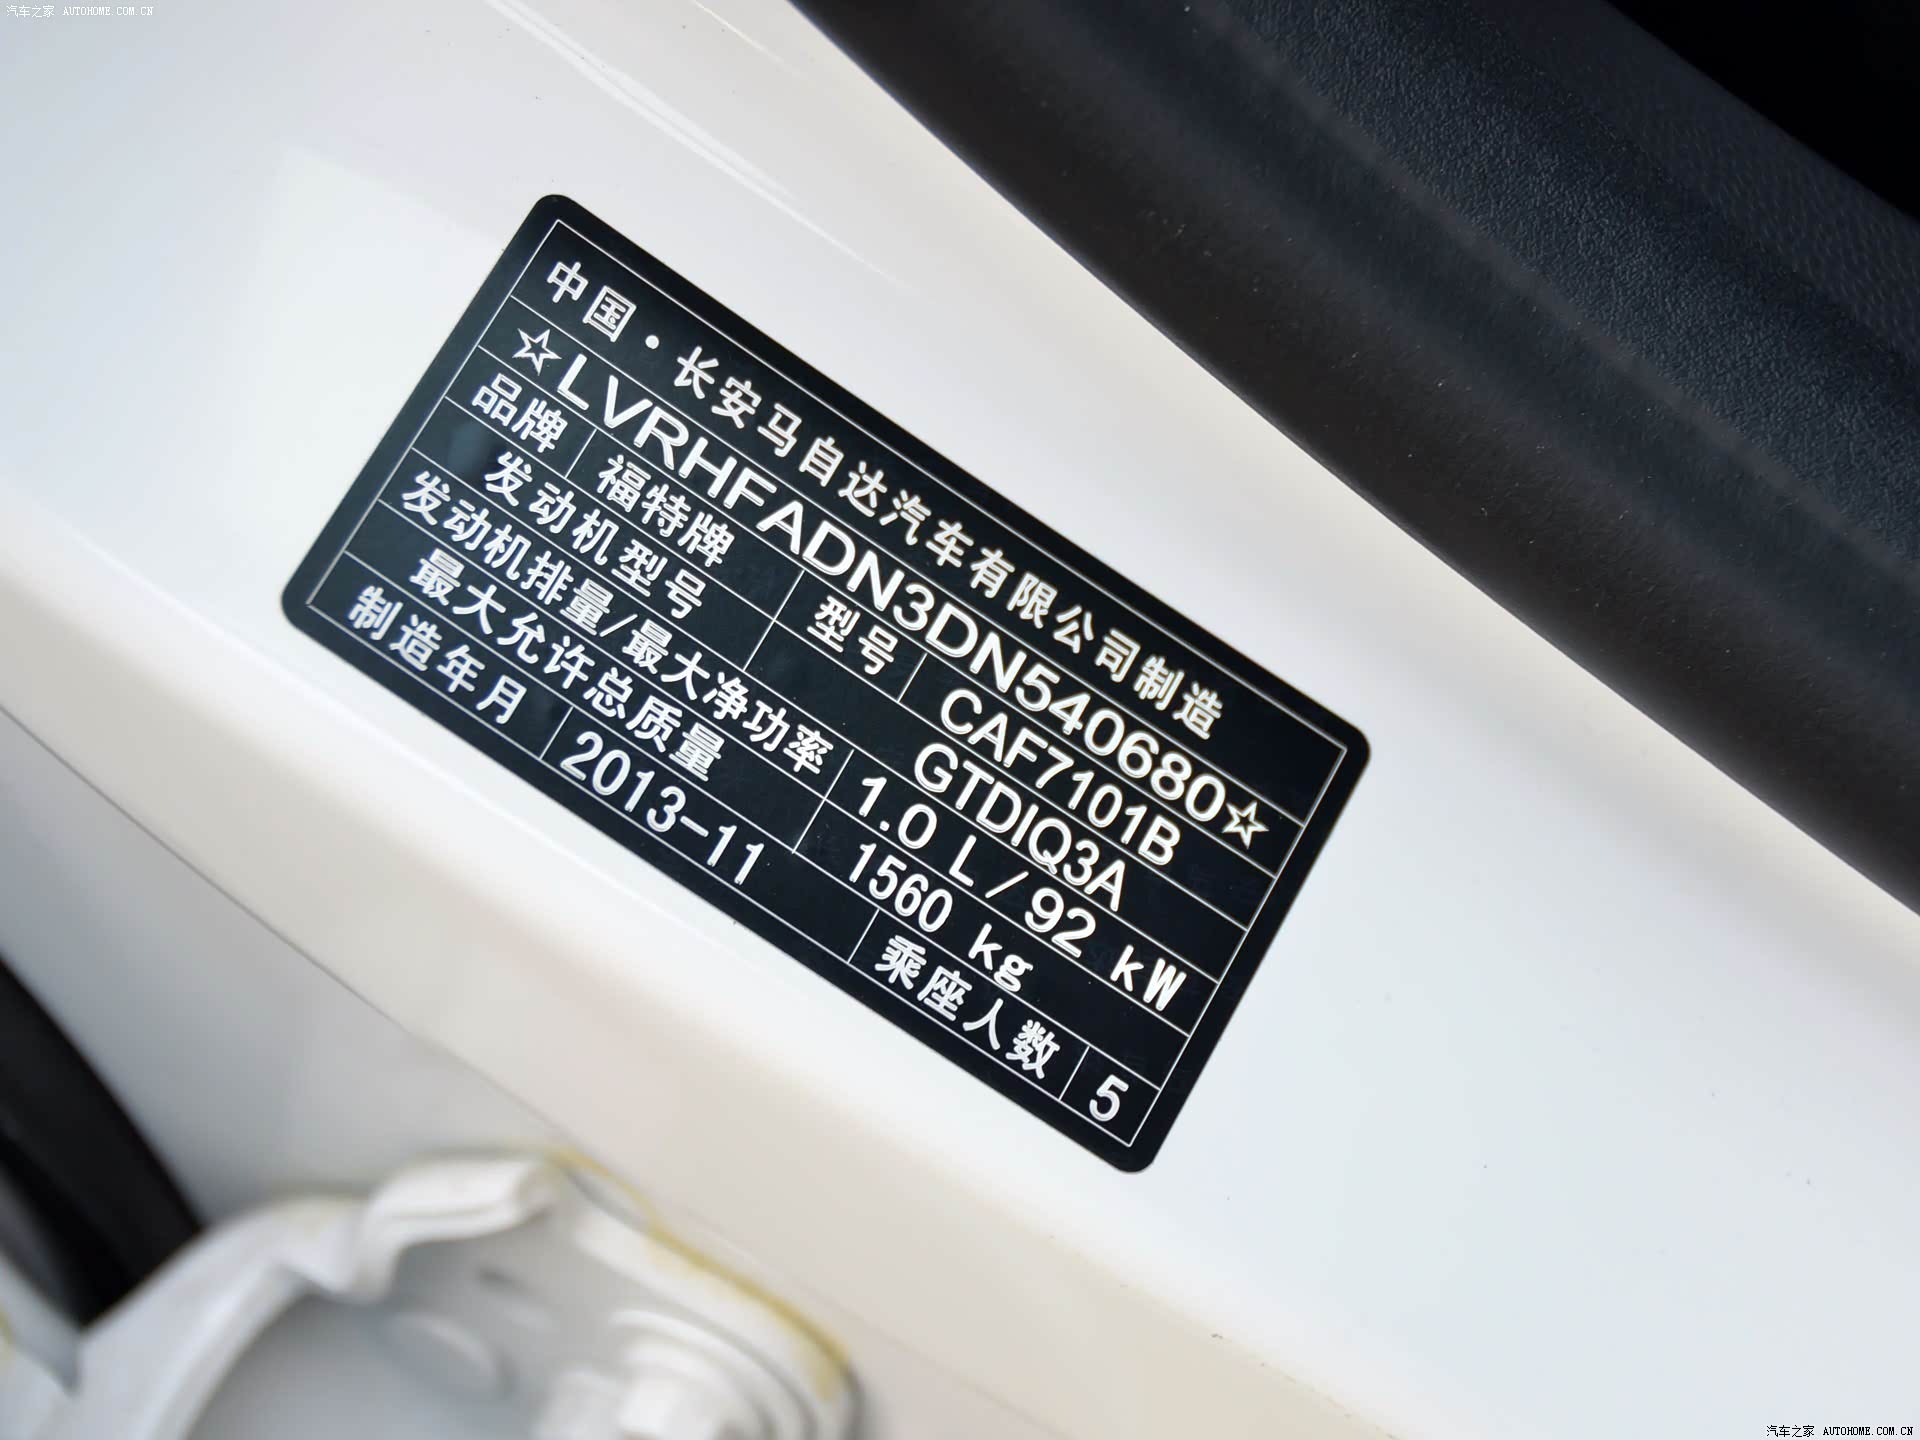 汽车之家 AUTOHOME.COM.CN
中国·长安马自达汽车有限公司制造
☆LVRHFADN3DN540680☆
品牌 福特牌 型号 CAF7101B
发动机型号 GTDIQ3A
发动机排量/最大净功率 1.0 L/92 kW
最大允许总质量 1560 kg
制造年月 2013-11 乘座人数 5
汽车之家 AUTOHOME.COM.CN